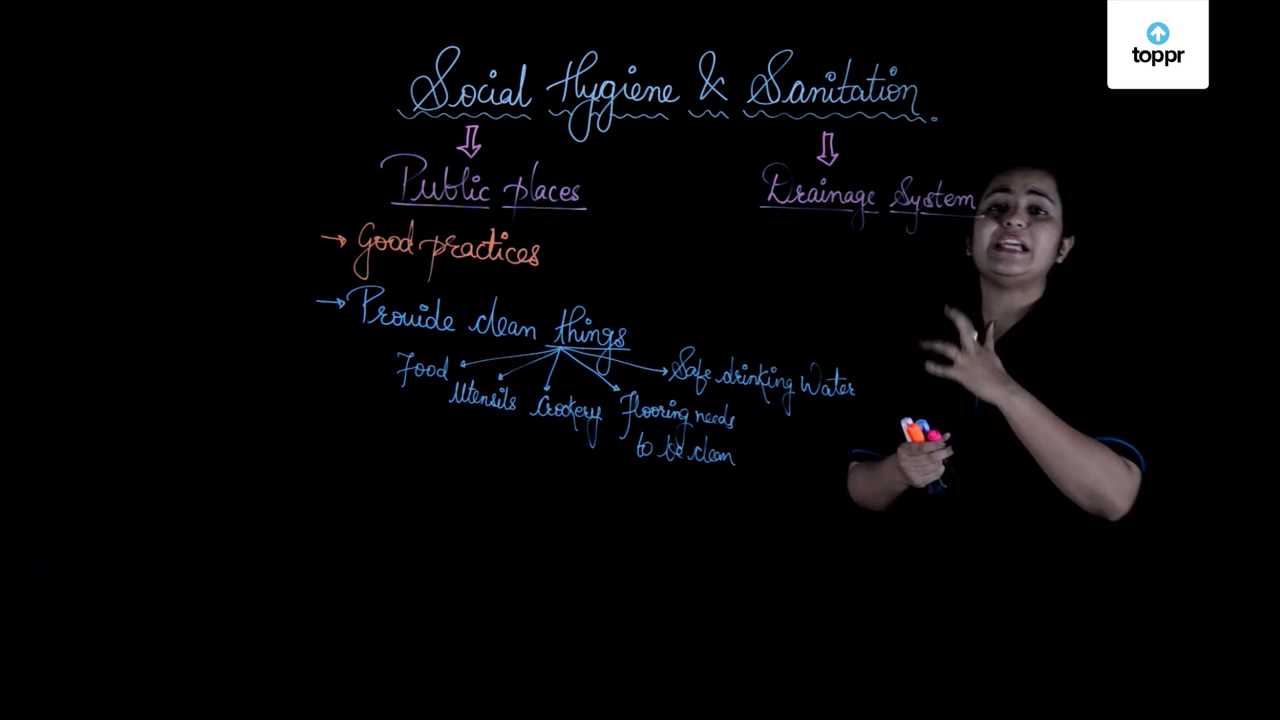 toppr
Social Hygiene & Sanitation.
Public places
Drainage System
→ Good practices
→ Provide clean things
Food
Utensils
Crockery
Flooring needs
to be clean
Safe drinking Water